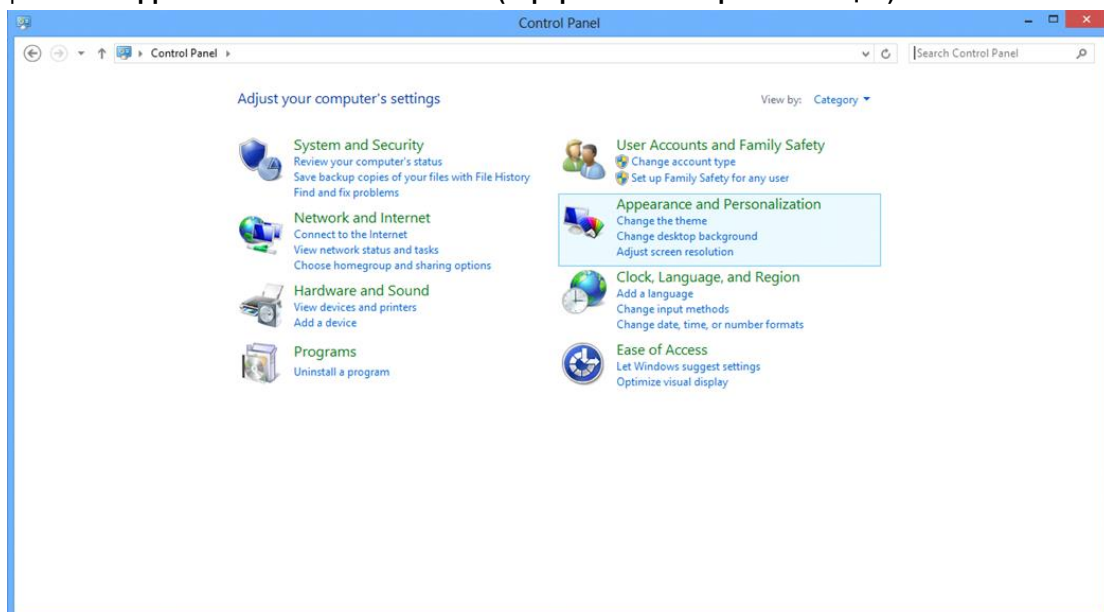 Control Panel
Control Panel
Search Control Panel
Adjust your computer's settings
View by: Category
System and Security
Review your computer's status
Save backup copies of your files with File History
Find and fix problems
Network and Internet
Connect to the Internet
View network status and tasks
Choose homegroup and sharing options
Hardware and Sound
View devices and printers
Add a device
Programs
Uninstall a program
User Accounts and Family Safety
Change account type
Set up Family Safety for any user
Appearance and Personalization
Change the theme
Change desktop background
Adjust screen resolution
Clock, Language, and Region
Add a language
Change input methods
Change date, time, or number formats
Ease of Access
Let Windows suggest settings
Optimize visual display